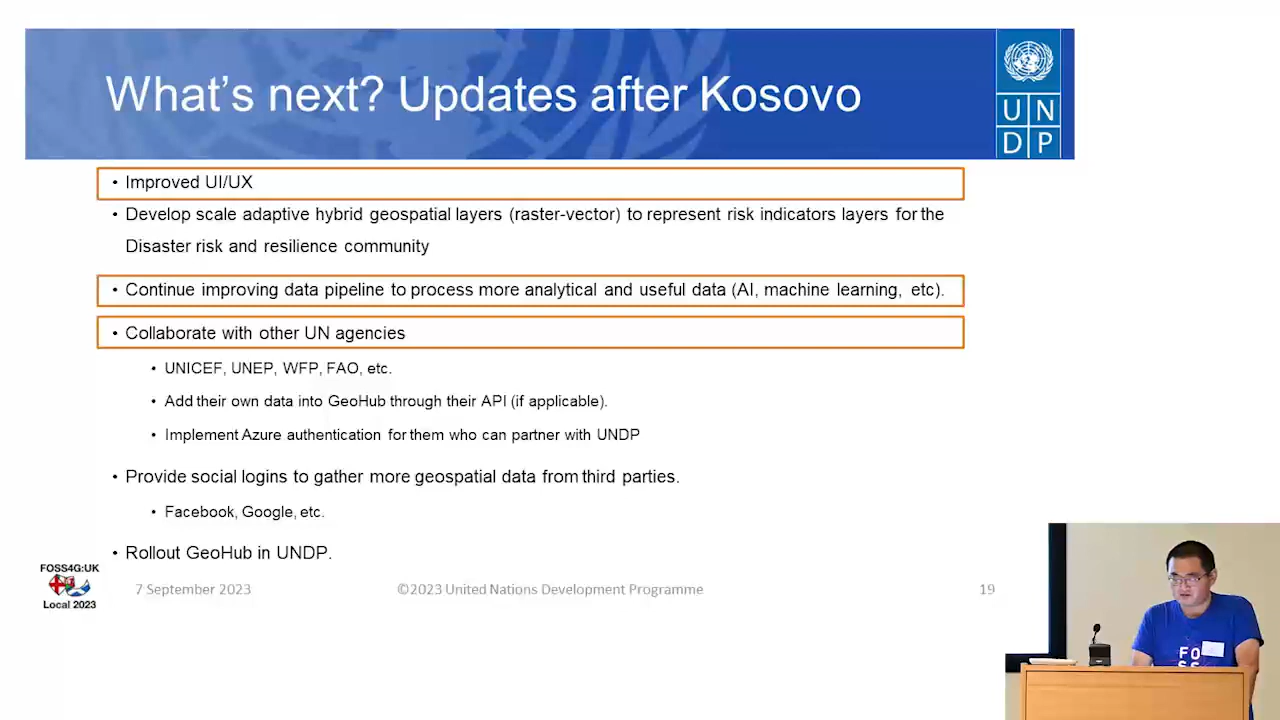 What's next? Updates after Kosovo
U N
D P
• Improved UI/UX
• Develop scale adaptive hybrid geospatial layers (raster-vector) to represent risk indicators layers for the
Disaster risk and resilience community
• Continue improving data pipeline to process more analytical and useful data (AI, machine learning, etc).
• Collaborate with other UN agencies
• UNICEF, UNEP, WFP, FAO, etc.
• Add their own data into GeoHub through their API (if applicable).
• Implement Azure authentication for them who can partner with UNDP
• Provide social logins to gather more geospatial data from third parties.
• Facebook, Google, etc.
• Rollout GeoHub in UNDP.
FOSS4G:UK
Local 2023
7 September 2023
©2023 United Nations Development Programme
19
FO
SS